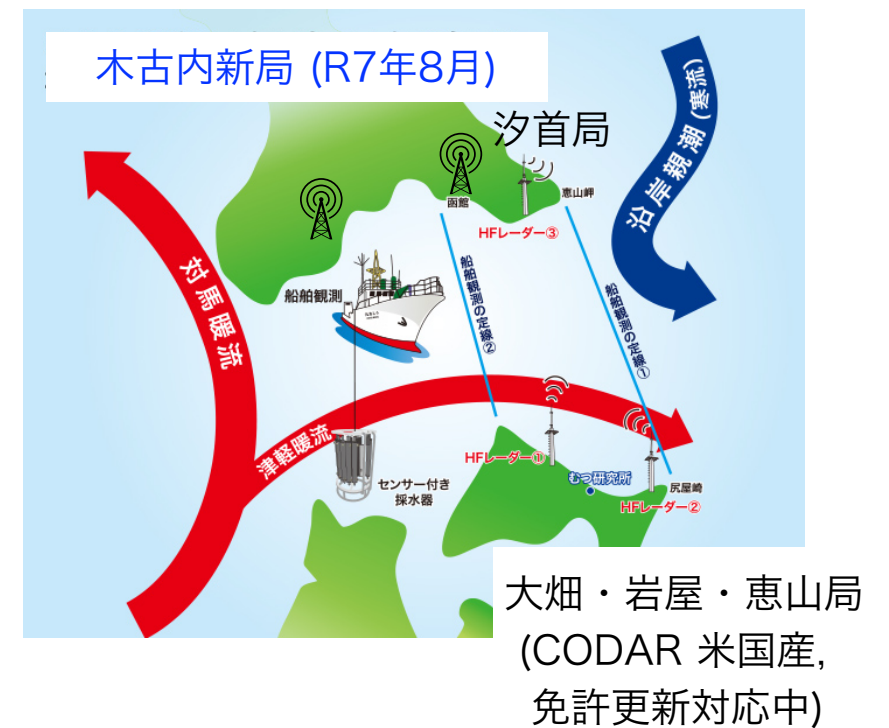 木古内新局 (R7年8月)
汐首局
函館
恵山岬
HFレーダー③
沿岸親潮(寒流)
対馬暖流
船舶観測
船舶観測の定線②
船舶観測の定線①
津軽暖流
センサー付き
採水器
HFレーダー①
むつ研究所
尻屋崎
HFレーダー②
大畑・岩屋・恵山局
(CODAR 米国産,
免許更新対応中)